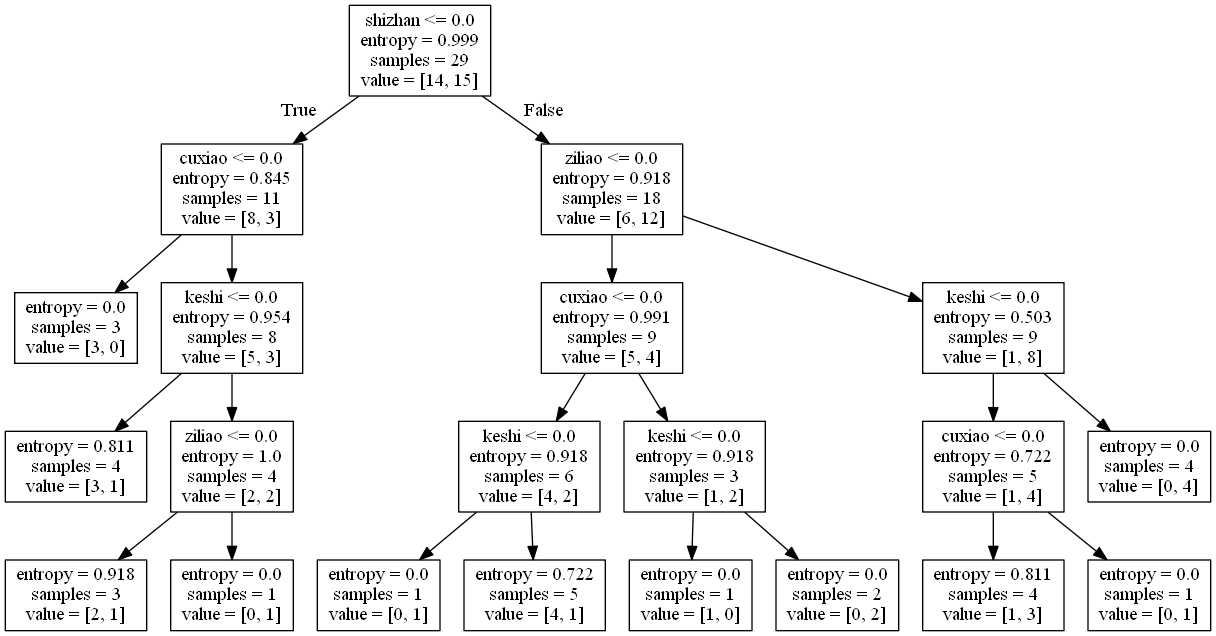 shizhan <= 0.0
entropy = 0.999
samples = 29
value = [14, 15]
True
False
cuxiao <= 0.0
entropy = 0.845
samples = 11
value = [8, 3]
ziliao <= 0.0
entropy = 0.918
samples = 18
value = [6, 12]
entropy = 0.0
samples = 3
value = [3, 0]
keshi <= 0.0
entropy = 0.954
samples = 8
value = [5, 3]
cuxiao <= 0.0
entropy = 0.991
samples = 9
value = [5, 4]
keshi <= 0.0
entropy = 0.503
samples = 9
value = [1, 8]
entropy = 0.811
samples = 4
value = [3, 1]
ziliao <= 0.0
entropy = 1.0
samples = 4
value = [2, 2]
keshi <= 0.0
entropy = 0.918
samples = 6
value = [4, 2]
keshi <= 0.0
entropy = 0.918
samples = 3
value = [1, 2]
cuxiao <= 0.0
entropy = 0.722
samples = 5
value = [1, 4]
entropy = 0.0
samples = 4
value = [0, 4]
entropy = 0.918
samples = 3
value = [2, 1]
entropy = 0.0
samples = 1
value = [0, 1]
entropy = 0.0
samples = 1
value = [0, 1]
entropy = 0.722
samples = 5
value = [4, 1]
entropy = 0.0
samples = 1
value = [1, 0]
entropy = 0.0
samples = 2
value = [0, 2]
entropy = 0.811
samples = 4
value = [1, 3]
entropy = 0.0
samples = 1
value = [0, 1]